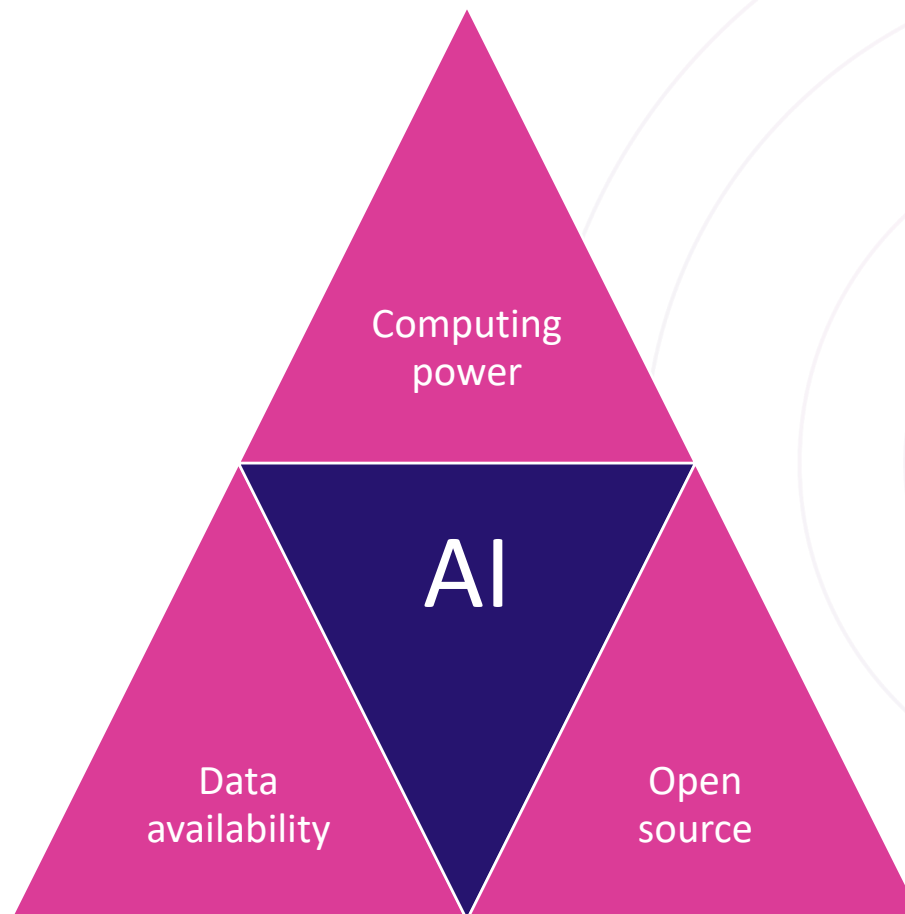 Computing
power
AI
Data
availability
Open
source